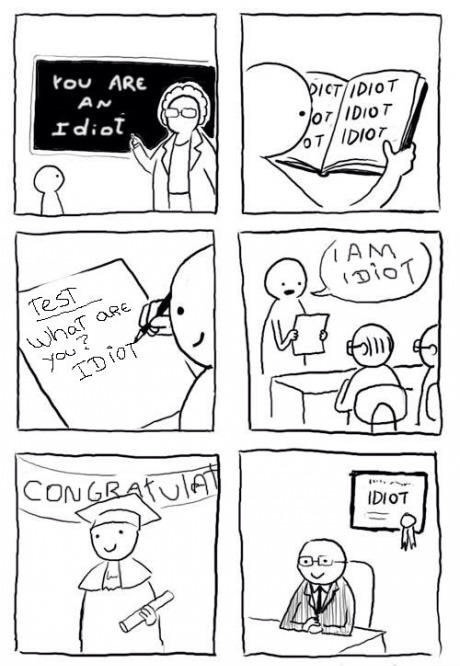 YOU ARE
AN
Idiot
DIOT IDIOT
OT IDIOT
OT IDIOT
TEST
What are
you?
IDIOT
I AM
IDIOT
CONGRATULAT
IDIOT